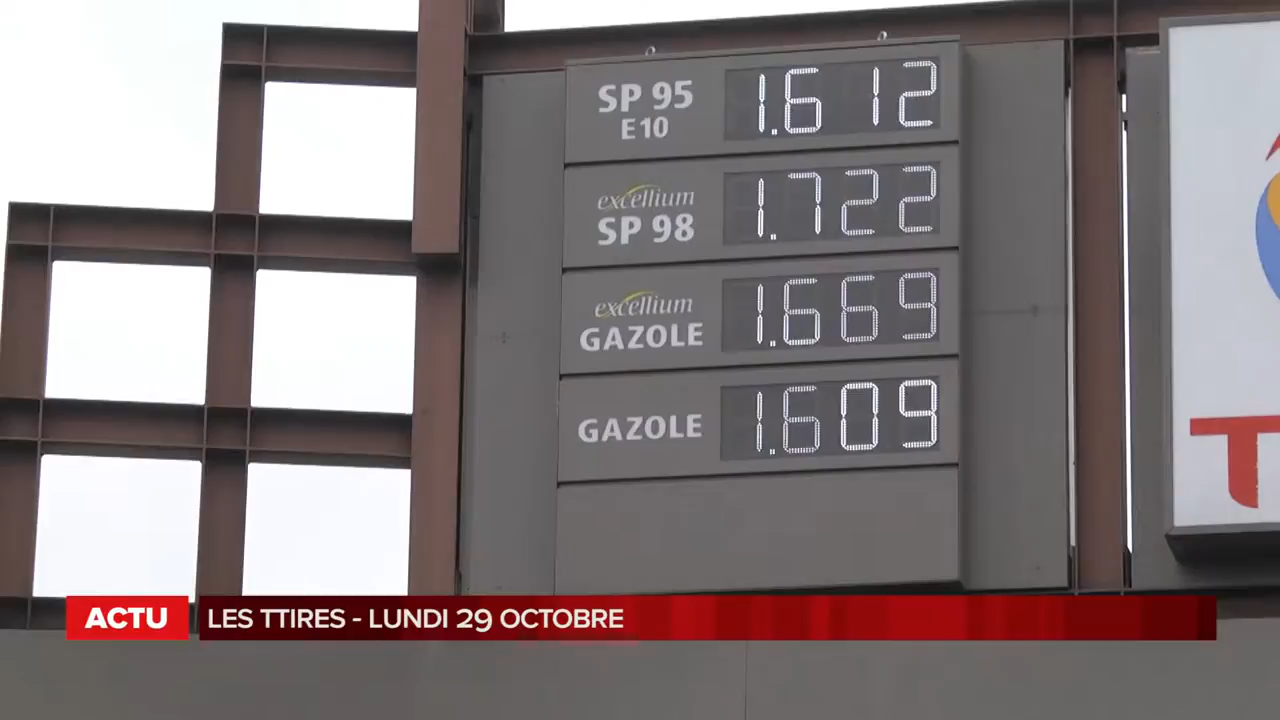 SP 95
E10
1.612
excellium
SP 98
1.722
excellium
GAZOLE
1.669
GAZOLE
1.609
T
ACTU
LES TTIRES - LUNDI 29 OCTOBRE